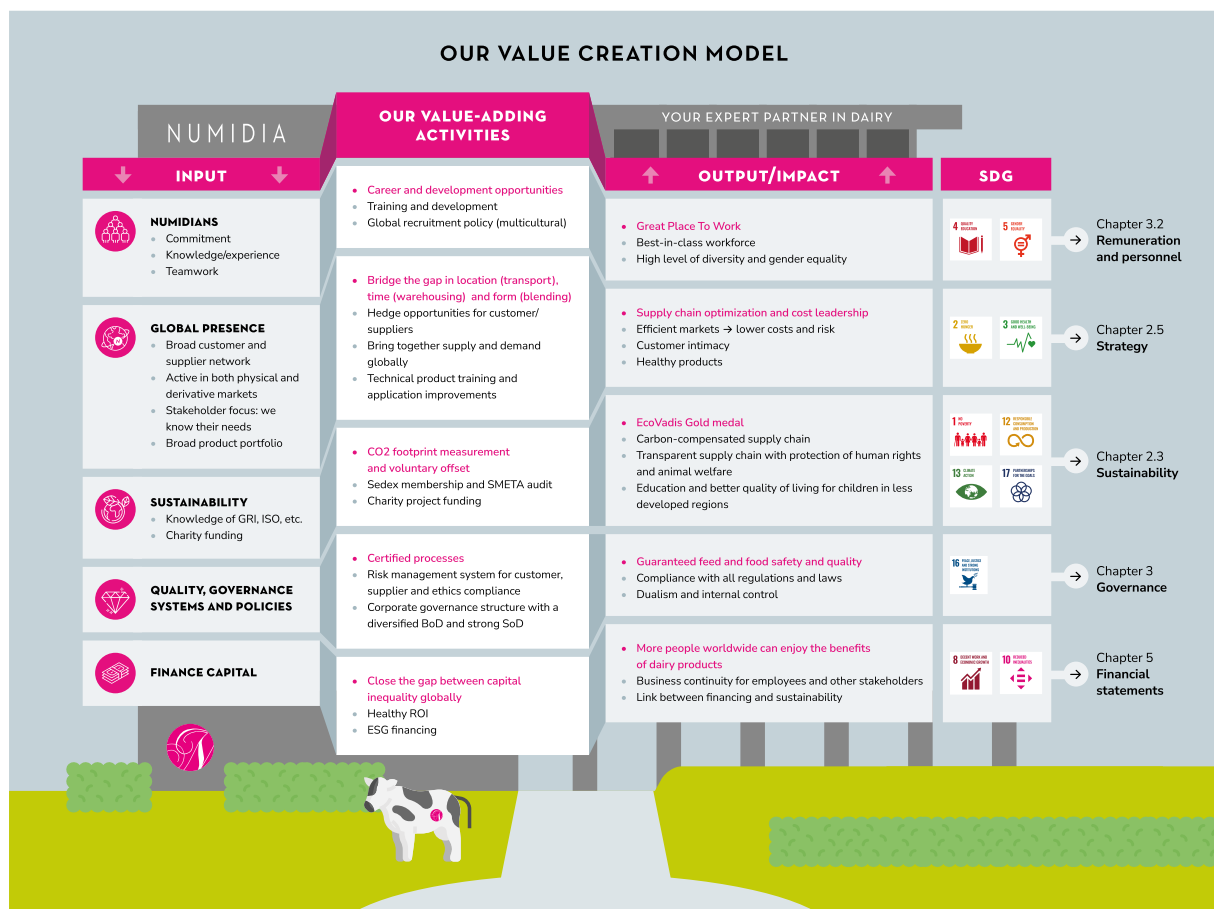 OUR VALUE CREATION MODEL
NUMIDIA
OUR VALUE-ADDING
ACTIVITIES
YOUR EXPERT PARTNER IN DAIRY
INPUT
OUTPUT/IMPACT
SDG
NUMIDIANS
Commitment
Knowledge/experience
Teamwork
GLOBAL PRESENCE
Broad customer and
supplier network
Active in both physical and
derivative markets
Stakeholder focus: we
know their needs
Broad product portfolio
SUSTAINABILITY
Knowledge of GRI, ISO, etc.
Charity funding
QUALITY, GOVERNANCE
SYSTEMS AND POLICIES
FINANCE CAPITAL
Career and development opportunities
Training and development
Global recruitment policy (multicultural)
Bridge the gap in location (transport),
time (warehousing) and form (blending)
Hedge opportunities for customer/
suppliers
Bring together supply and demand
globally
Technical product training and
application improvements
CO2 footprint measurement
and voluntary offset
Sedex membership and SMETA audit
Charity project funding
Certified processes
Risk management system for customer,
supplier and ethics compliance
Corporate governance structure with a
diversified BoD and strong SoD
Close the gap between capital
inequality globally
Healthy ROI
ESG financing
Great Place To Work
Best-in-class workforce
High level of diversity and gender equality
Supply chain optimization and cost leadership
Efficient markets → lower costs and risk
Customer intimacy
Healthy products
EcoVadis Gold medal
Carbon-compensated supply chain
Transparent supply chain with protection of human rights
and animal welfare
Education and better quality of living for children in less
developed regions
Guaranteed feed and food safety and quality
Compliance with all regulations and laws
Dualism and internal control
More people worldwide can enjoy the benefits
of dairy products
Business continuity for employees and other stakeholders
Link between financing and sustainability
4 QUALITY
EDUCATION
5 GENDER
EQUALITY
2 ZERO
HUNGER
3 GOOD HEALTH
AND WELL-BEING
1 NO
POVERTY
12 RESPONSIBLE
CONSUMPTION
AND PRODUCTION
13 CLIMATE
ACTION
17 PARTNERSHIPS
FOR THE GOALS
16 PEACE, JUSTICE
AND STRONG
INSTITUTIONS
8 DECENT WORK AND
ECONOMIC GROWTH
10 REDUCED
INEQUALITIES
Chapter 3.2
Remuneration
and personnel
Chapter 2.5
Strategy
Chapter 2.3
Sustainability
Chapter 3
Governance
Chapter 5
Financial
statements